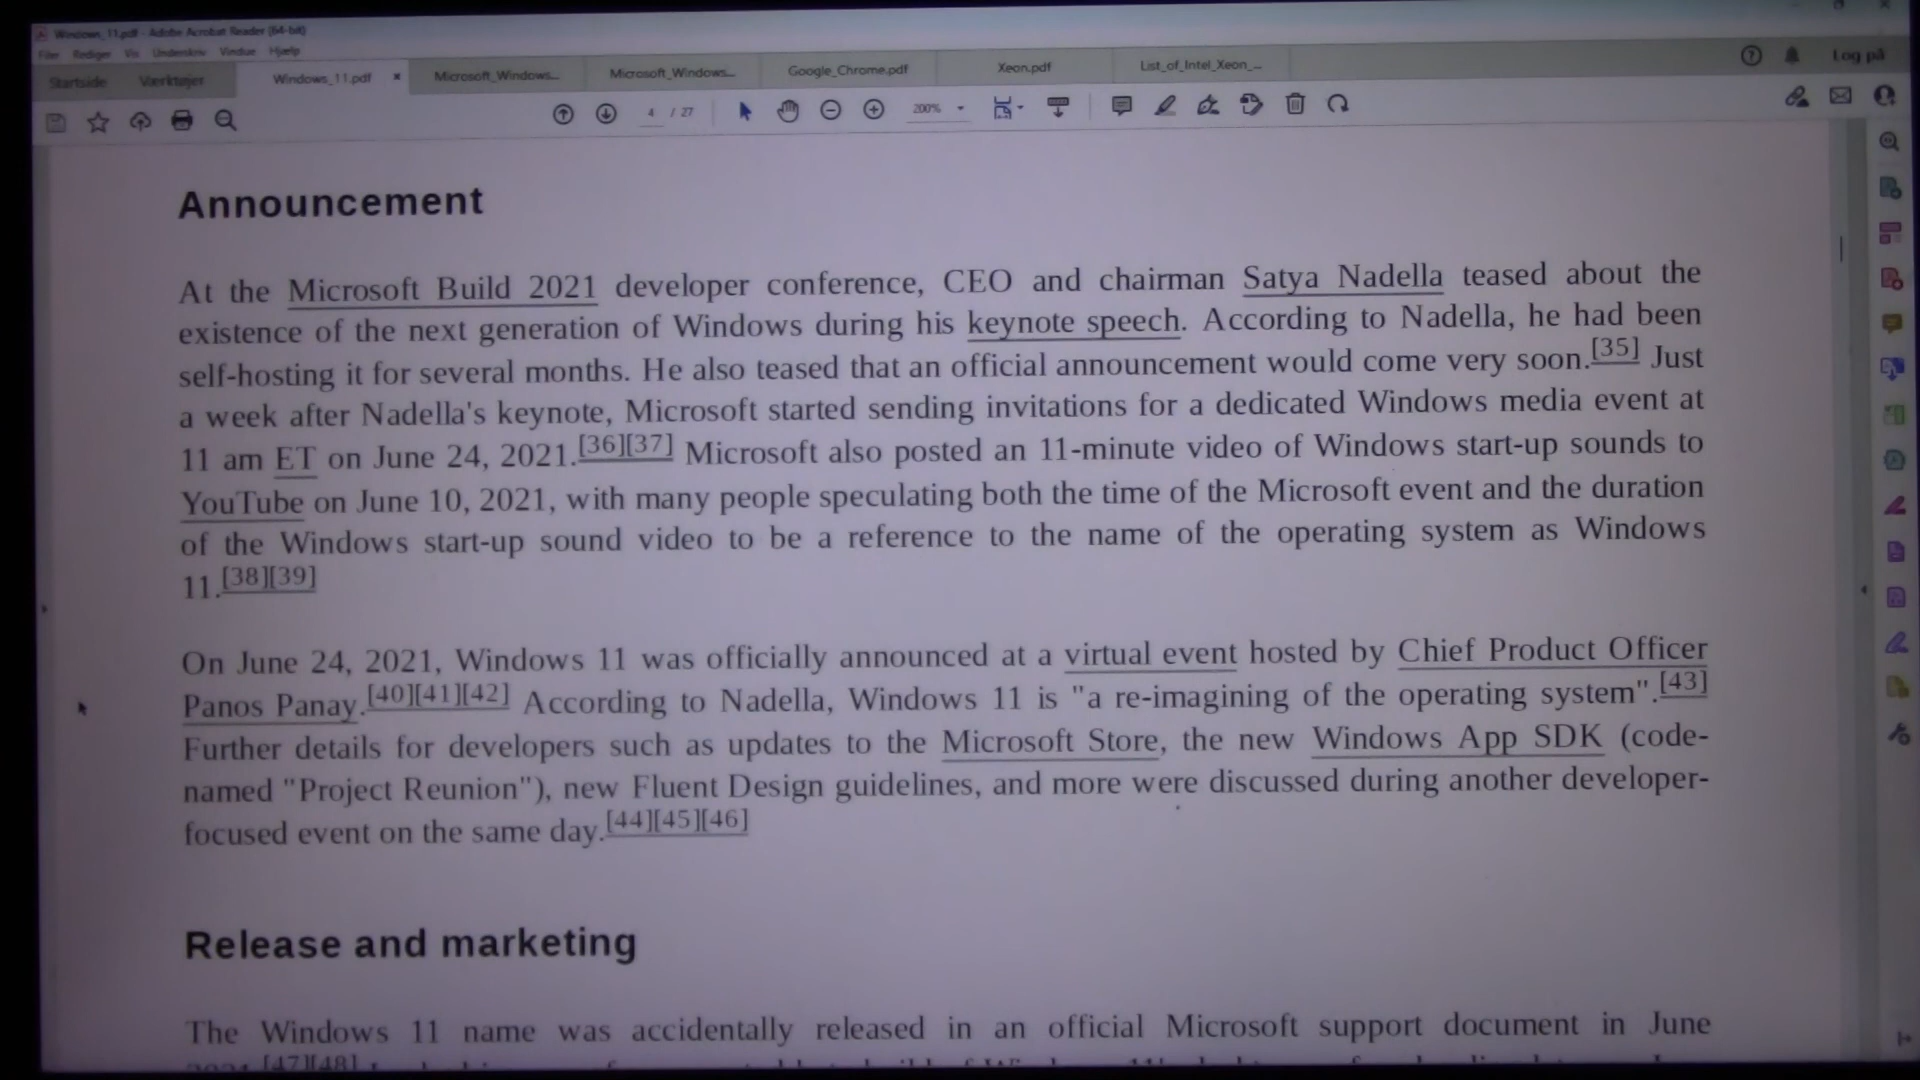 Windows_11.pdf - Adobe Acrobat Reader (64-bit)
Filer Rediger Vis Underskriv Vindue Hjælp
Startside Værktøjer Windows_11.pdf × Microsoft_Windows... Microsoft_Windows... Google_Chrome.pdf Xeon.pdf List_of_Intel_Xeon_... Log på
4 / 27 200%
Announcement
At the Microsoft Build 2021 developer conference, CEO and chairman Satya Nadella teased about the
existence of the next generation of Windows during his keynote speech. According to Nadella, he had been
self-hosting it for several months. He also teased that an official announcement would come very soon.[35] Just
a week after Nadella's keynote, Microsoft started sending invitations for a dedicated Windows media event at
11 am ET on June 24, 2021.[36][37] Microsoft also posted an 11-minute video of Windows start-up sounds to
YouTube on June 10, 2021, with many people speculating both the time of the Microsoft event and the duration
of the Windows start-up sound video to be a reference to the name of the operating system as Windows
11.[38][39]
On June 24, 2021, Windows 11 was officially announced at a virtual event hosted by Chief Product Officer
Panos Panay.[40][41][42] According to Nadella, Windows 11 is "a re-imagining of the operating system".[43]
Further details for developers such as updates to the Microsoft Store, the new Windows App SDK (code-
named "Project Reunion"), new Fluent Design guidelines, and more were discussed during another developer-
focused event on the same day.[44][45][46]
Release and marketing
The Windows 11 name was accidentally released in an official Microsoft support document in June
[47][48]